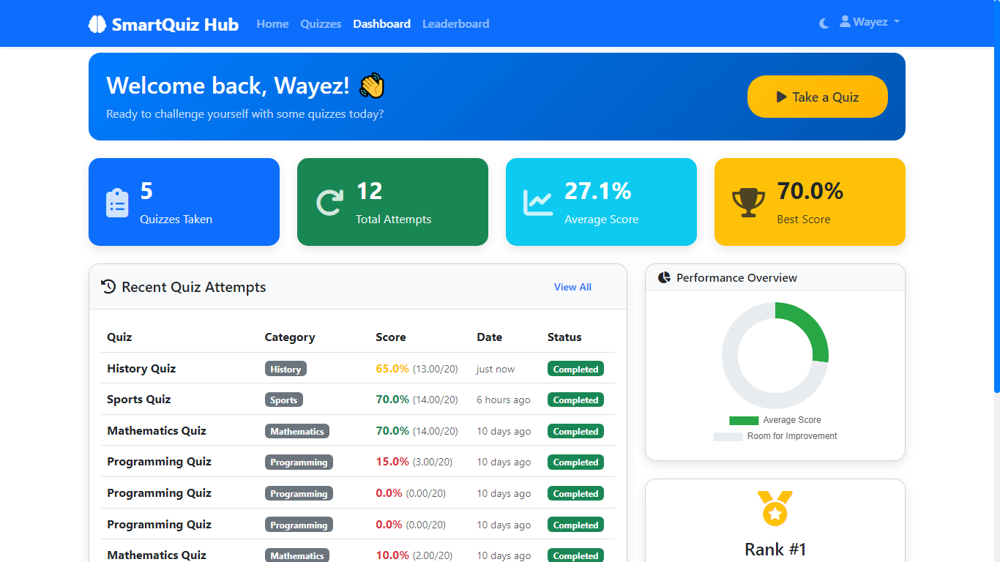 SmartQuiz Hub Home Quizzes Dashboard Leaderboard Wayez
Welcome back, Wayez! 👋
Ready to challenge yourself with some quizzes today?
Take a Quiz
5
Quizzes Taken
12
Total Attempts
27.1%
Average Score
70.0%
Best Score
Recent Quiz Attempts View All
Quiz Category Score Date Status
History Quiz History 65.0% (13.00/20) just now Completed
Sports Quiz Sports 70.0% (14.00/20) 6 hours ago Completed
Mathematics Quiz Mathematics 70.0% (14.00/20) 10 days ago Completed
Programming Quiz Programming 15.0% (3.00/20) 10 days ago Completed
Programming Quiz Programming 0.0% (0.00/20) 10 days ago Completed
Programming Quiz Programming 0.0% (0.00/20) 10 days ago Completed
Mathematics Quiz Mathematics 10.0% (2.00/20) 10 days ago Completed
Performance Overview
Average Score
Room for Improvement
Rank #1